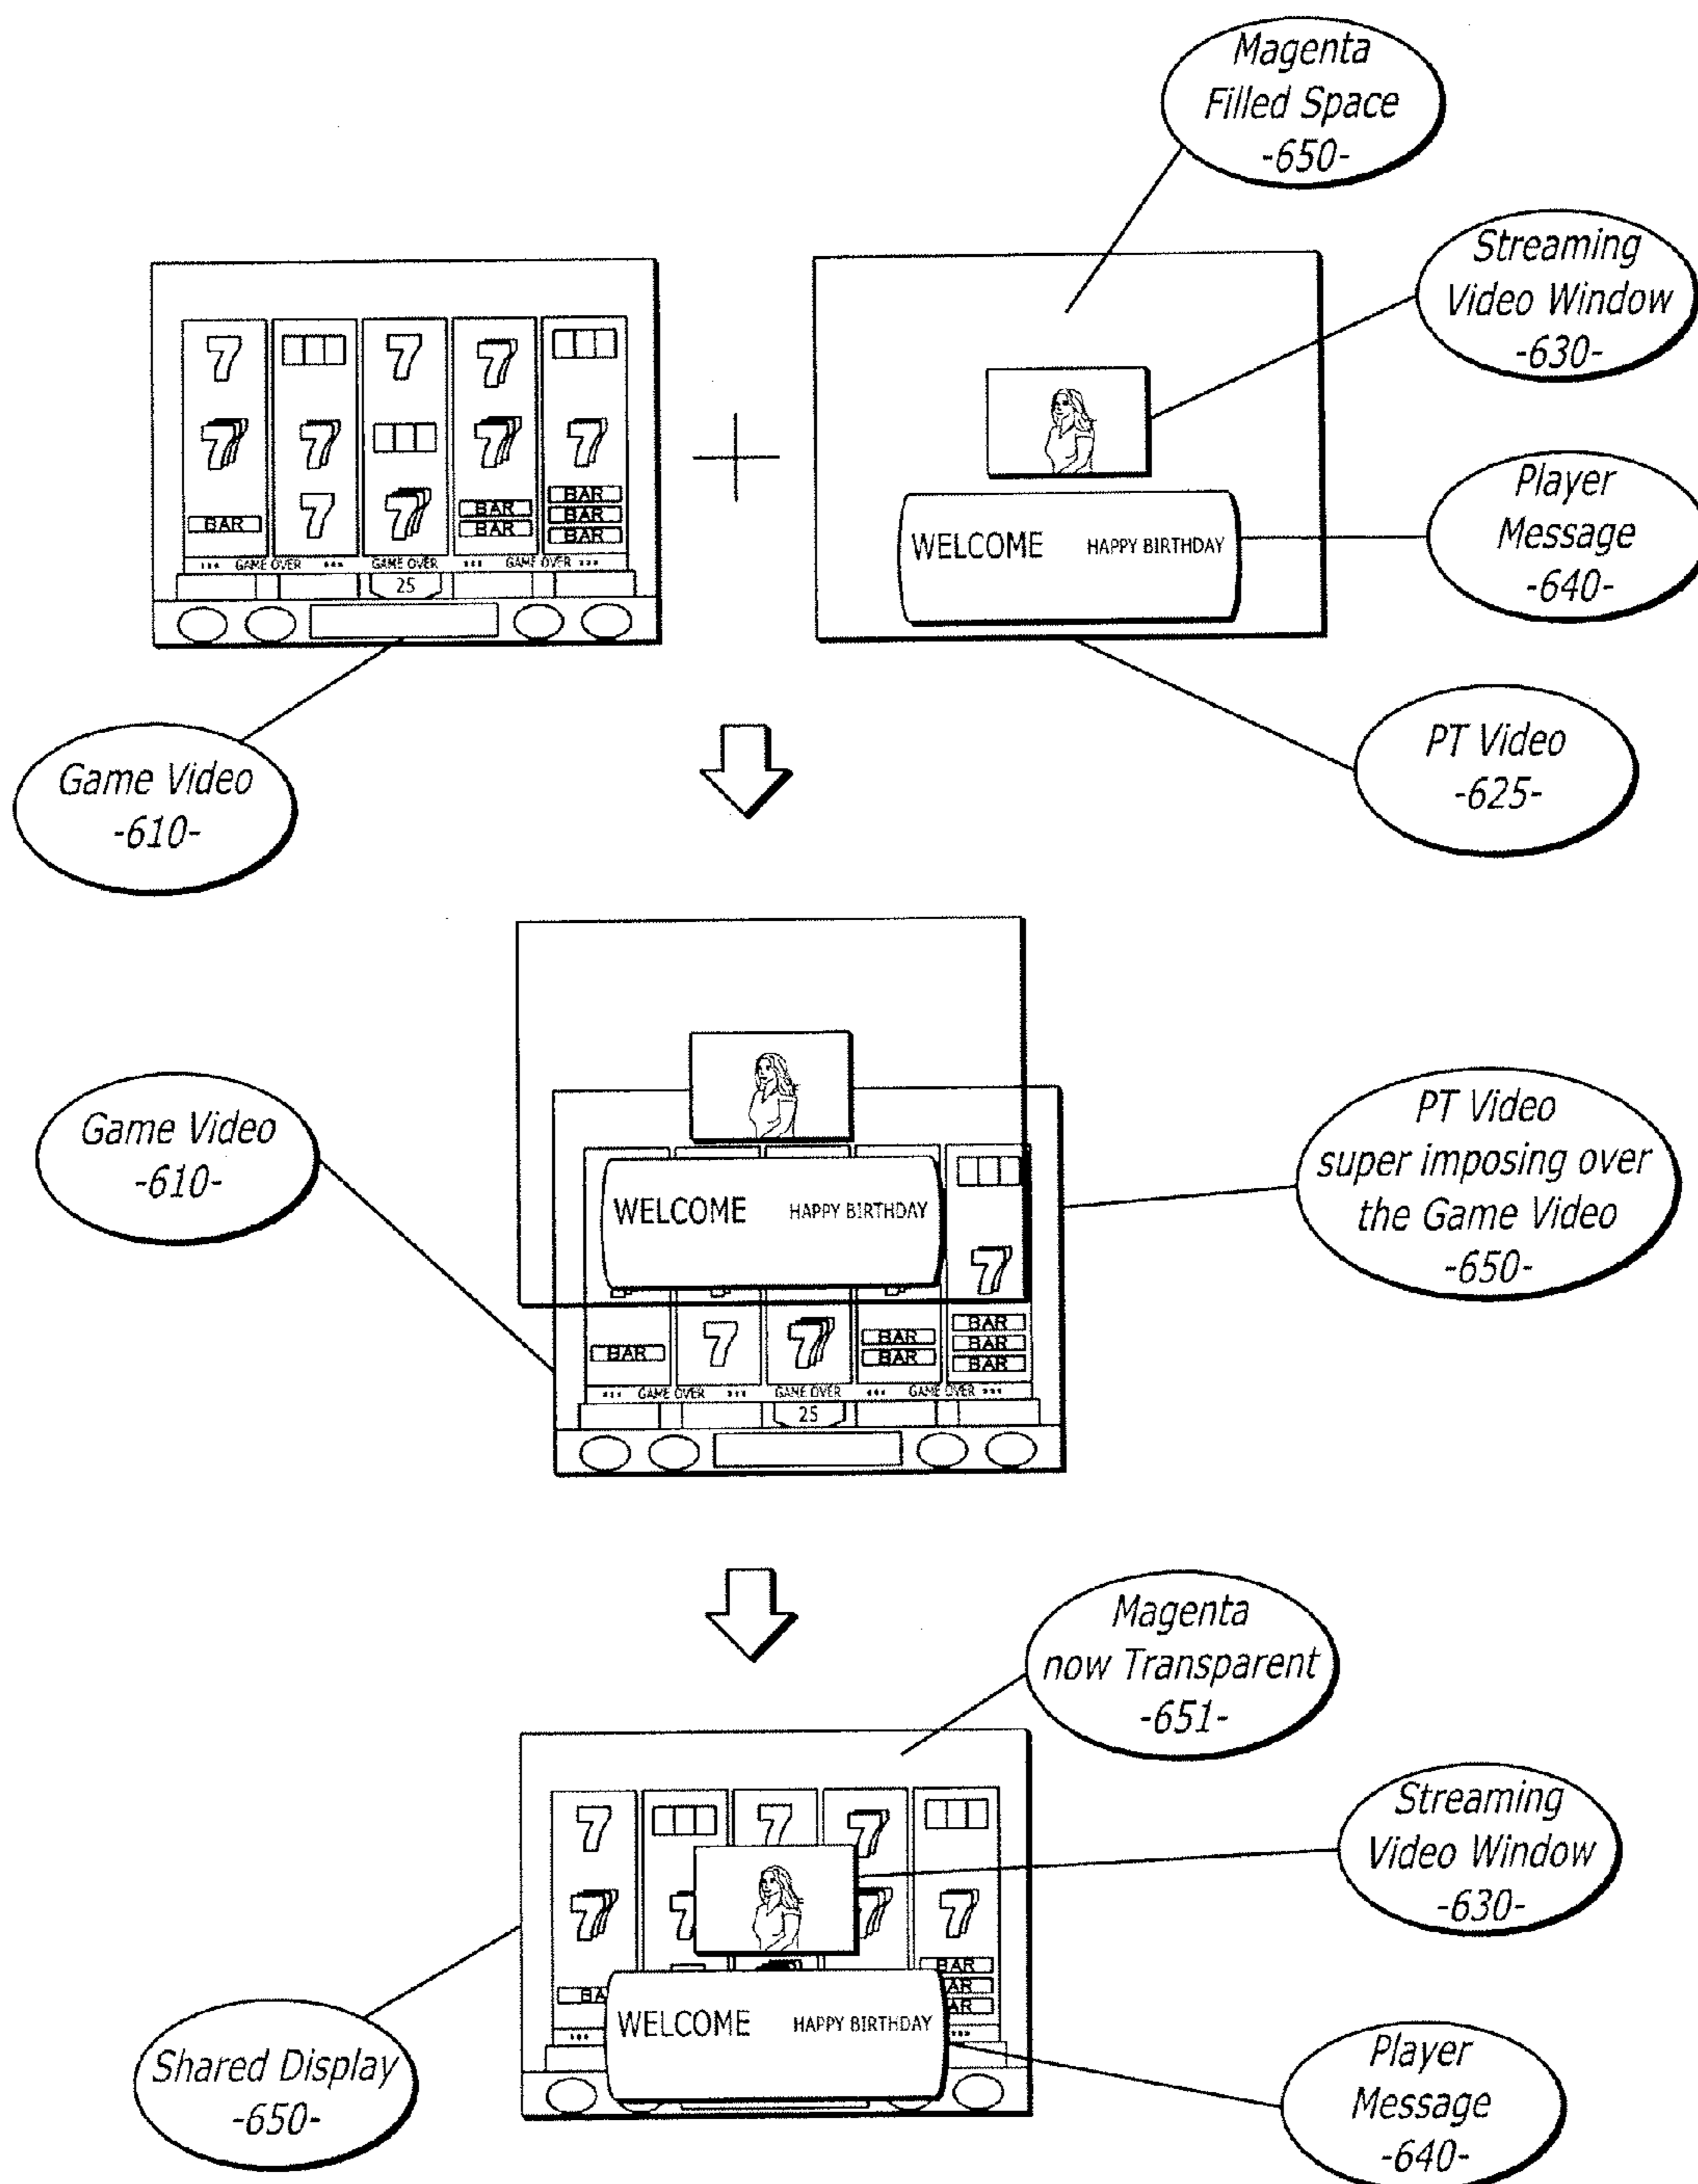 Magenta
Filled Space
-650-
Streaming
Video Window
-630-
7 7 7
7 7 7 7
BAR 7 7 BAR BAR
BAR BAR
BAR
*** GAME OVER *** GAME OVER *** GAME OVER ***
25
WELCOME HAPPY BIRTHDAY
Player
Message
-640-
Game Video
-610-
PT Video
-625-
Game Video
-610-
WELCOME HAPPY BIRTHDAY
7
BAR 7 7 BAR BAR
BAR BAR
BAR
*** GAME OVER *** GAME OVER *** GAME OVER ***
25
PT Video
super imposing over
the Game Video
-650-
Magenta
now Transparent
-651-
7 7 7
7 7 7 7
BA BAR
AR
AR
*** ***
WELCOME HAPPY BIRTHDAY
Streaming
Video Window
-630-
Shared Display
-650-
Player
Message
-640-